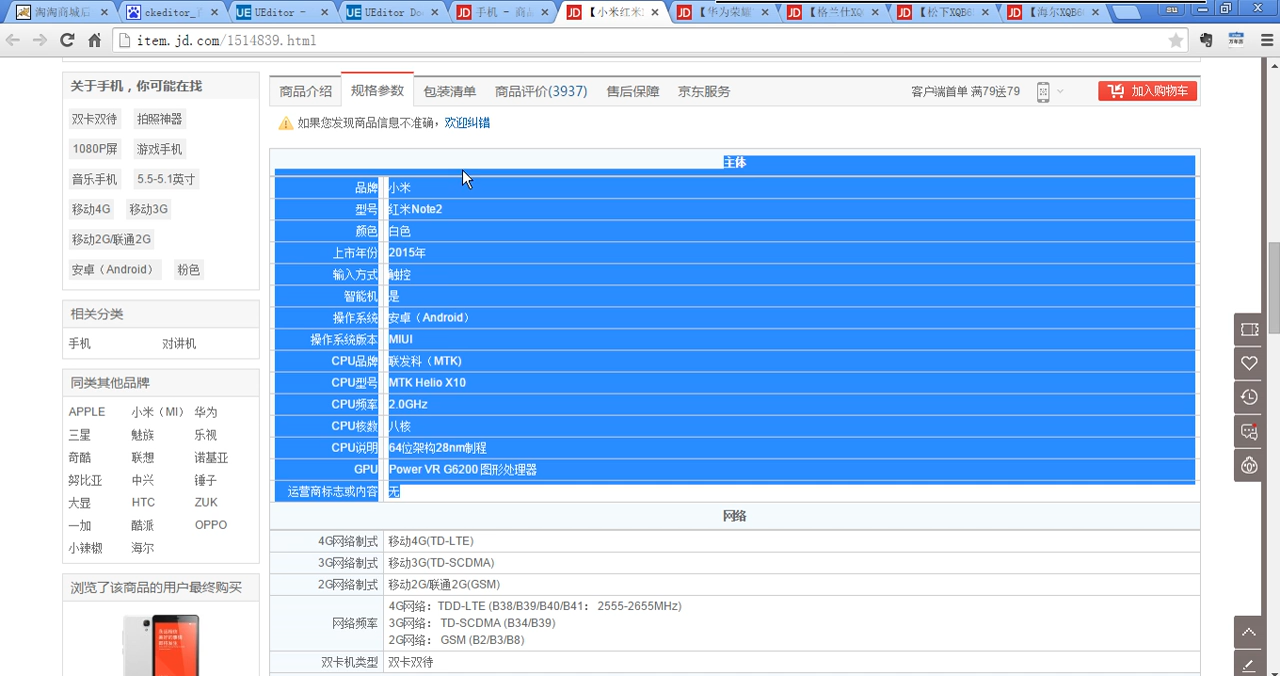 淘淘商城后
ckeditor_百
UEditor -
UEditor Do
手机 - 商品
【小米红米
【华为荣耀
【格兰仕XQ
【松下XQB6
【海尔XQB6
item.jd.com/1514839.html
关于手机，你可能在找
双卡双待 拍照神器
1080P屏 游戏手机
音乐手机 5.5-5.1英寸
移动4G 移动3G
移动2G/联通2G
安卓（Android） 粉色
相关分类
手机 对讲机
同类其他品牌
APPLE 小米（MI） 华为
三星 魅族 乐视
奇酷 联想 诺基亚
努比亚 中兴 锤子
大显 HTC ZUK
一加 酷派 OPPO
小辣椒 海尔
浏览了该商品的用户最终购买
商品介绍 规格参数 包装清单 商品评价(3937) 售后保障 京东服务
客户端首单 满79送79
加入购物车
如果您发现商品信息不准确，欢迎纠错
主体
品牌 小米
型号 红米Note2
颜色 白色
上市年份 2015年
输入方式 触控
智能机 是
操作系统 安卓（Android）
操作系统版本 MIUI
CPU品牌 联发科（MTK)
CPU型号 MTK Helio X10
CPU频率 2.0GHz
CPU核数 八核
CPU说明 64位架构28nm制程
GPU Power VR G6200 图形处理器
运营商标志或内容 无
网络
4G网络制式 移动4G(TD-LTE)
3G网络制式 移动3G(TD-SCDMA)
2G网络制式 移动2G/联通2G(GSM)
网络频率 4G网络：TDD-LTE (B38/B39/B40/B41：2555-2655MHz)
3G网络：TD-SCDMA (B34/B39)
2G网络：GSM (B2/B3/B8)
双卡机类型 双卡双待